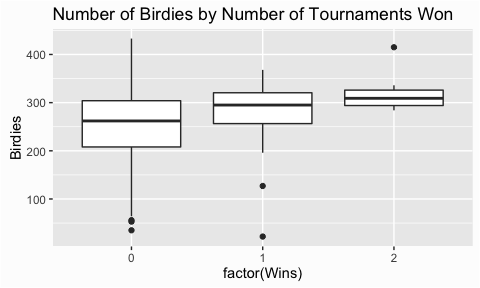 Number of Birdies by Number of Tournaments Won
400
300
200
100
Birdies
0 1 2
factor(Wins)